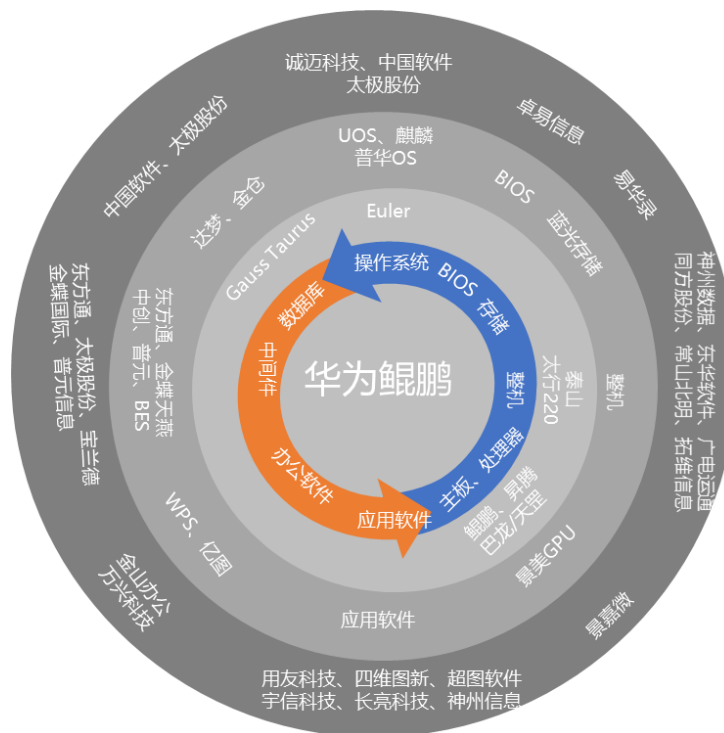 诚迈科技、中国软件
太极股份
卓易信息
易华录
神州数据、东华软件、广电运通
同方股份、常山北明、拓维信息
景嘉微
用友科技、四维图新、超图软件
宇信科技、长亮科技、神州信息
金山办公
万兴科技
东方通、太极股份、宝兰德
金蝶国际、普元信息
中国软件、太极股份
UOS、麒麟
普华OS
BIOS
蓝光存储
整机
景美GPU
应用软件
WPS、亿图
东方通、金蝶天燕
中创、普元、BES
达梦、金仓
Euler
泰山
太行220
鲲鹏、昇腾
巴龙/天罡
Gauss Taurus
操作系统
BIOS
存储
整机
主板、处理器
应用软件
办公软件
中间件
数据库
华为鲲鹏